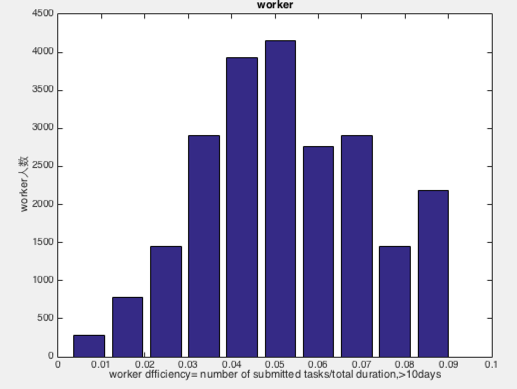 worker
4500
4000
3500
3000
2500
2000
1500
1000
500
0
worker人数
0 0.01 0.02 0.03 0.04 0.05 0.06 0.07 0.08 0.09 0.1
worker dfficiency= number of submitted tasks/total duration,>10days